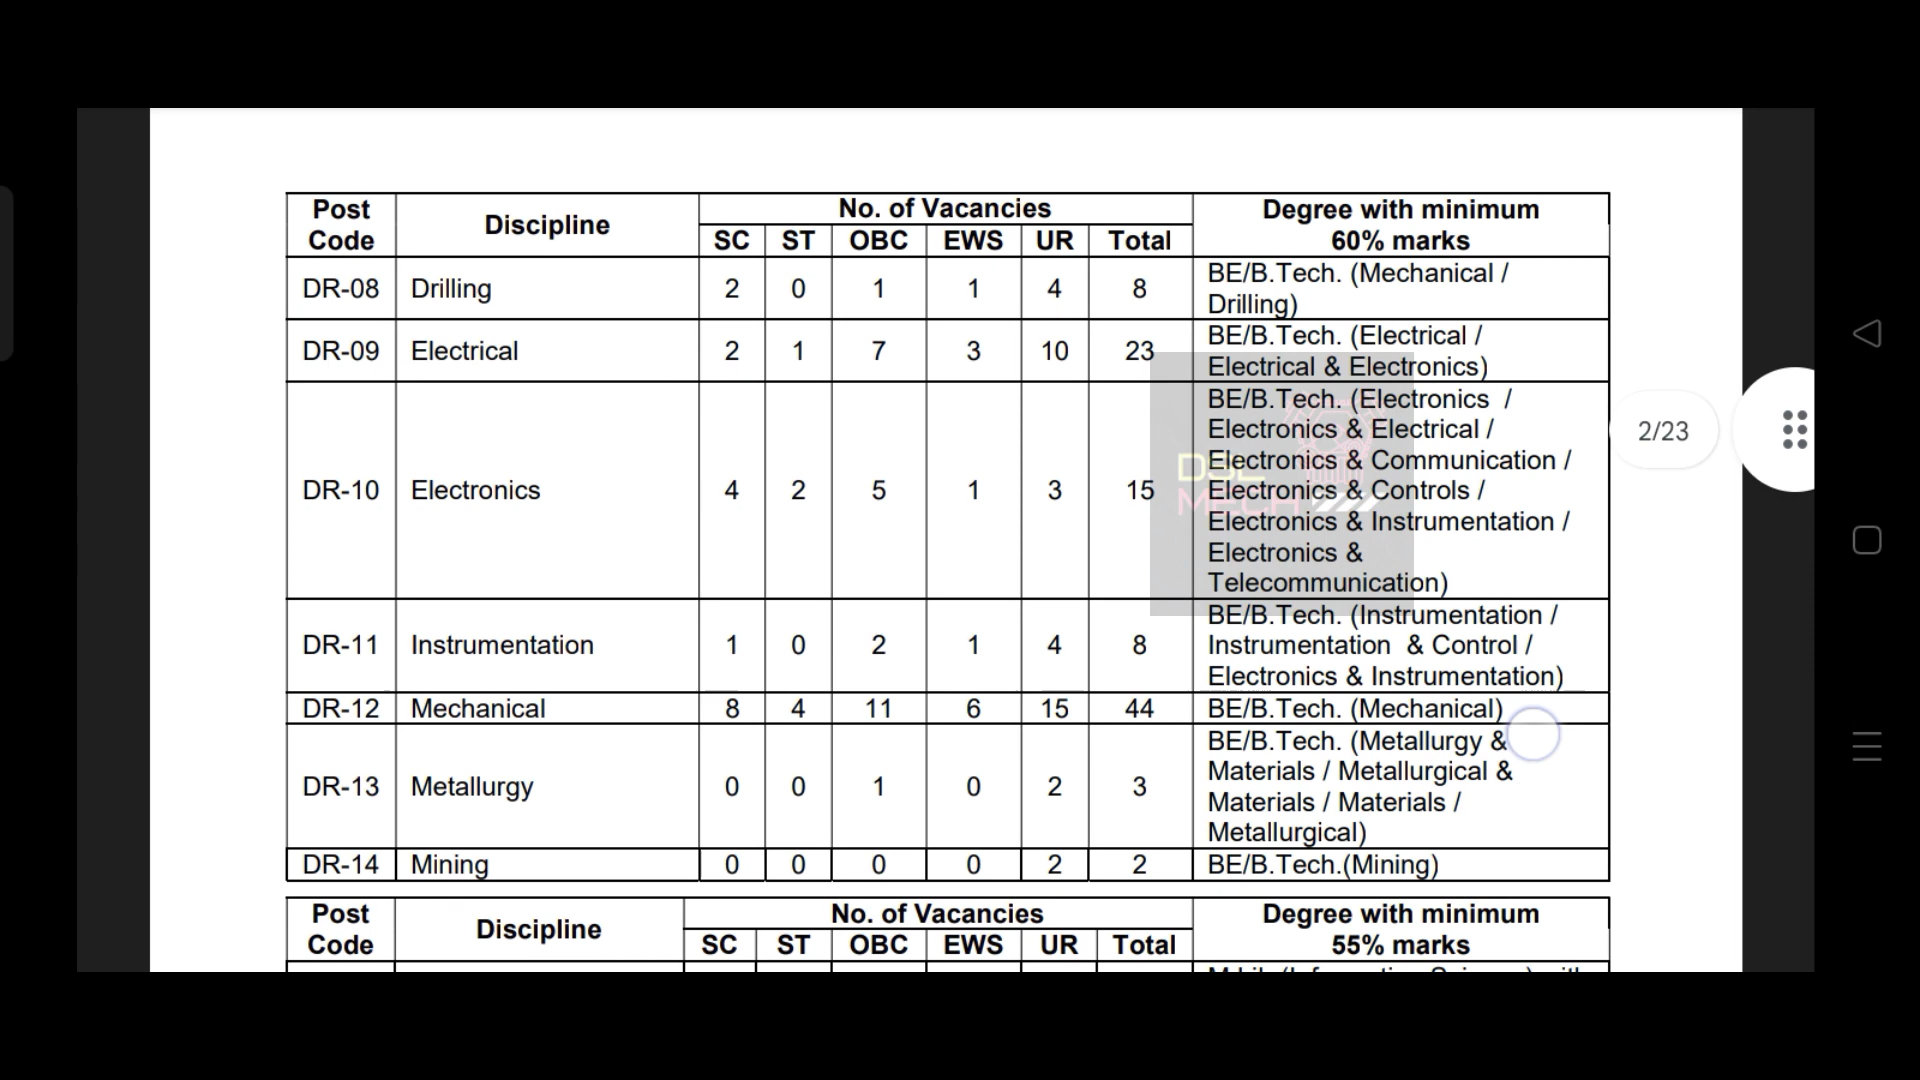 Post Code Discipline No. of Vacancies Degree with minimum 60% marks
SC ST OBC EWS UR Total
DR-08 Drilling 2 0 1 1 4 8 BE/B.Tech. (Mechanical /
Drilling)
DR-09 Electrical 2 1 7 3 10 23 BE/B.Tech. (Electrical /
Electrical & Electronics)
DR-10 Electronics 4 2 5 1 3 15 BE/B.Tech. (Electronics /
Electronics & Electrical /
Electronics & Communication /
Electronics & Controls /
Electronics & Instrumentation /
Electronics &
Telecommunication)
DSL
MECH
DR-11 Instrumentation 1 0 2 1 4 8 BE/B.Tech. (Instrumentation /
Instrumentation & Control /
Electronics & Instrumentation)
DR-12 Mechanical 8 4 11 6 15 44 BE/B.Tech. (Mechanical)
DR-13 Metallurgy 0 0 1 0 2 3 BE/B.Tech. (Metallurgy &
Materials / Metallurgical &
Materials / Materials /
Metallurgical)
DR-14 Mining 0 0 0 0 2 2 BE/B.Tech.(Mining)
Post Code Discipline No. of Vacancies Degree with minimum 55% marks
SC ST OBC EWS UR Total
2/23